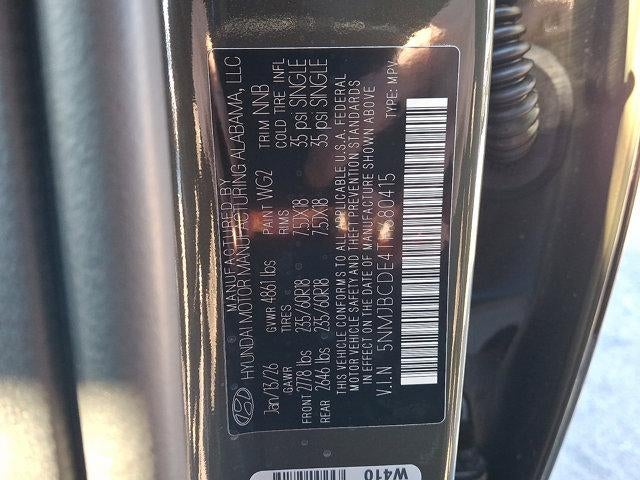 MANUFACTURED BY
HYUNDAI MOTOR MANUFACTURING ALABAMA, LLC
Jan/13/26 GVWR 4861 lbs PAINT WG2 TRIM NNB
GAWR TIRES RIMS COLD TIRE INFL
FRONT 2778 lbs 235/60R18 7.5JX18 35 psi SINGLE
REAR 2646 lbs 235/60R18 7.5JX18 35 psi SINGLE
THIS VEHICLE CONFORMS TO ALL APPLICABLE U.S.A. FEDERAL
MOTOR VEHICLE SAFETY AND THEFT PREVENTION STANDARDS
IN EFFECT ON THE DATE OF MANUFACTURE SHOWN ABOVE
V.I.N 5NMJBCDE4TH680415 TYPE: MPV
W410